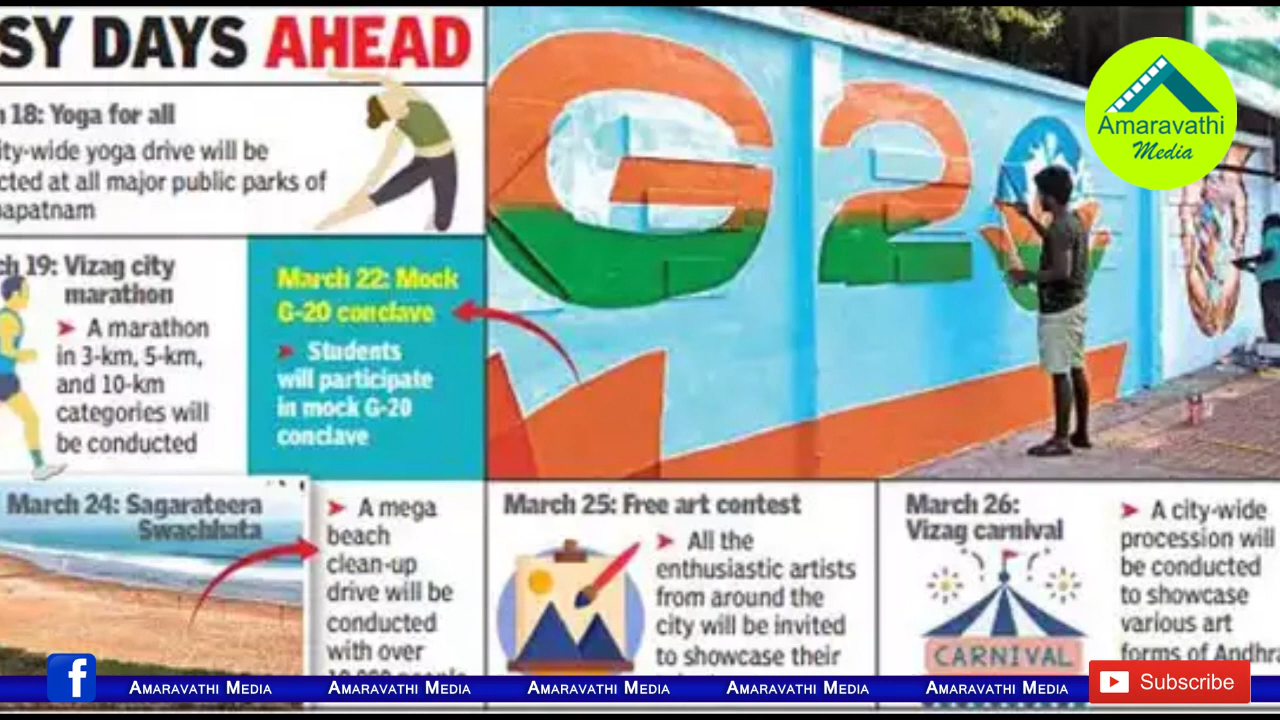 SY DAYS AHEAD
18: Yoga for all
ity-wide yoga drive will be
cted at all major public parks of
apatnam
ch 19: Vizag city
marathon
➤ A marathon
in 3-km, 5-km,
and 10-km
categories will
be conducted
March 22: Mock
G-20 conclave
➤ Students
will participate
in mock G-20
conclave
G20
Amaravathi
Media
March 24: Sagarateera
Swachhata
➤ A mega
beach
clean-up
drive will be
conducted
with over
March 25: Free art contest
➤ All the
enthusiastic artists
from around the
city will be invited
to showcase their
March 26:
Vizag carnival
CARNIVAL
➤ A city-wide
procession will
be conducted
to showcase
various art
forms of Andhra
f
Amaravathi Media Amaravathi Media Amaravathi Media Amaravathi Media Amaravathi Media
Subscribe